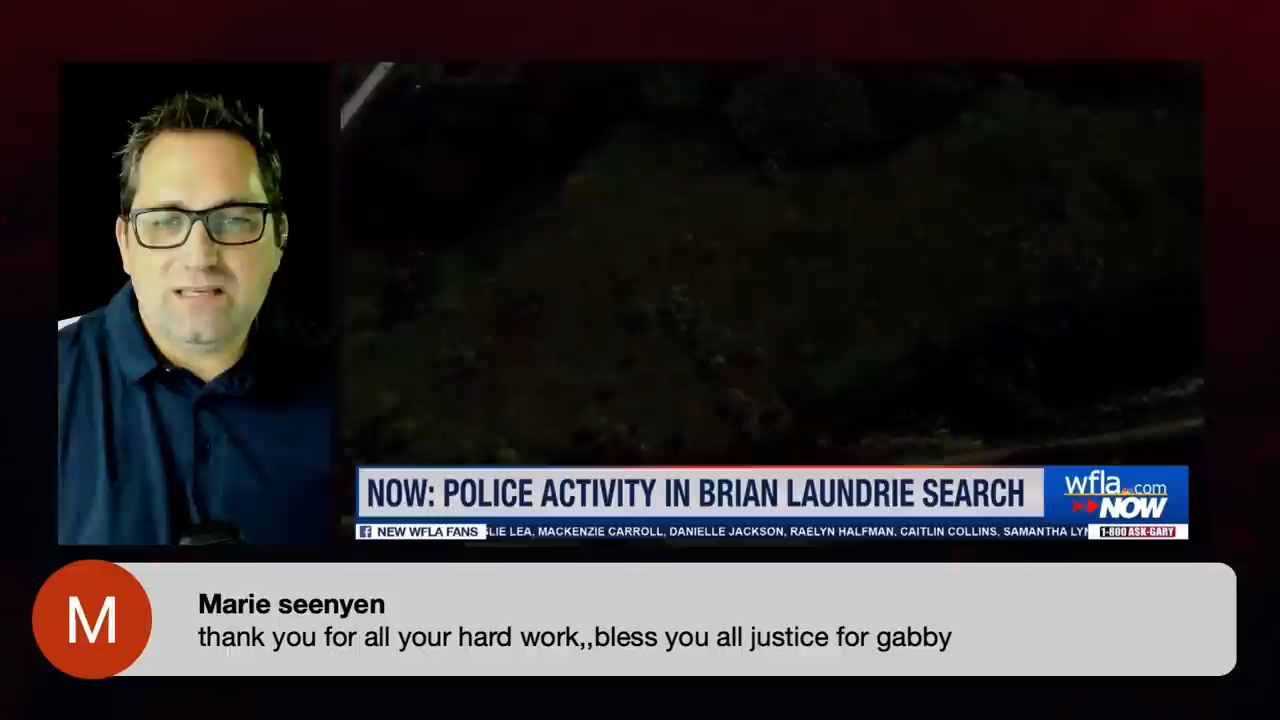 NOW: POLICE ACTIVITY IN BRIAN LAUNDRIE SEARCH
wfla.com
NOW
NEW WFLA FANS
LIE LEA, MACKENZIE CARROLL, DANIELLE JACKSON, RAELYN HALFMAN, CAITLIN COLLINS, SAMANTHA LYN
1-800 ASK-GARY
M
Marie seenyen
thank you for all your hard work,,bless you all justice for gabby